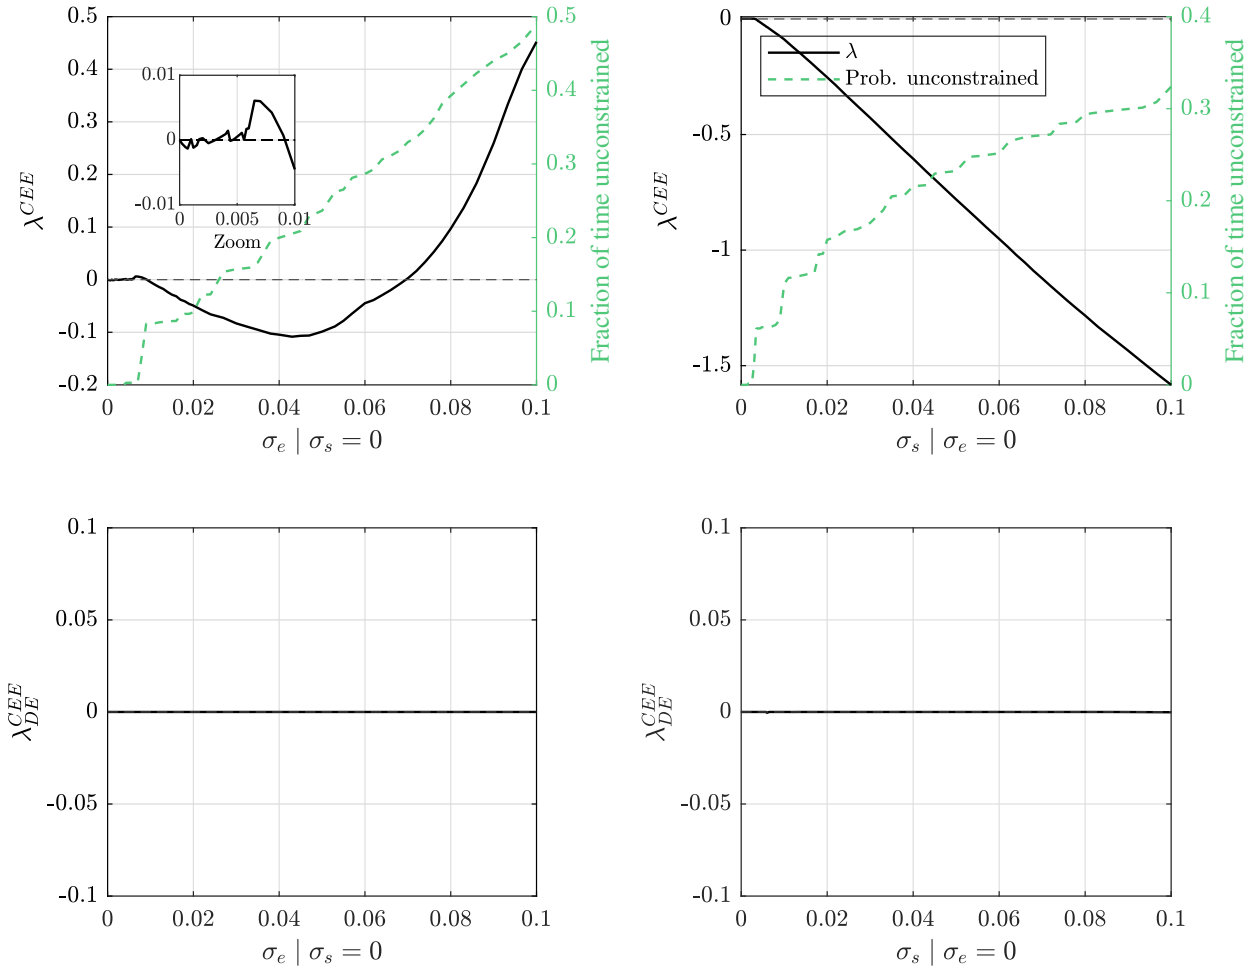 0.5
0.4
0.3
0.2
0.1
0
-0.1
-0.2
λ^{CEE}
0.01
0
-0.01
0 0.005 0.01
Zoom
0.5
0.4
0.3
0.2
0.1
0
Fraction of time unconstrained
0 0.02 0.04 0.06 0.08 0.1
σ_e | σ_s = 0
0
-0.5
-1
-1.5
λ^{CEE}
λ
Prob. unconstrained
0.4
0.3
0.2
0.1
0
Fraction of time unconstrained
0 0.02 0.04 0.06 0.08 0.1
σ_s | σ_e = 0
0.1
0.05
0
-0.05
-0.1
λ^{CEE}_{DE}
0 0.02 0.04 0.06 0.08 0.1
σ_e | σ_s = 0
0.1
0.05
0
-0.05
-0.1
λ^{CEE}_{DE}
0 0.02 0.04 0.06 0.08 0.1
σ_s | σ_e = 0